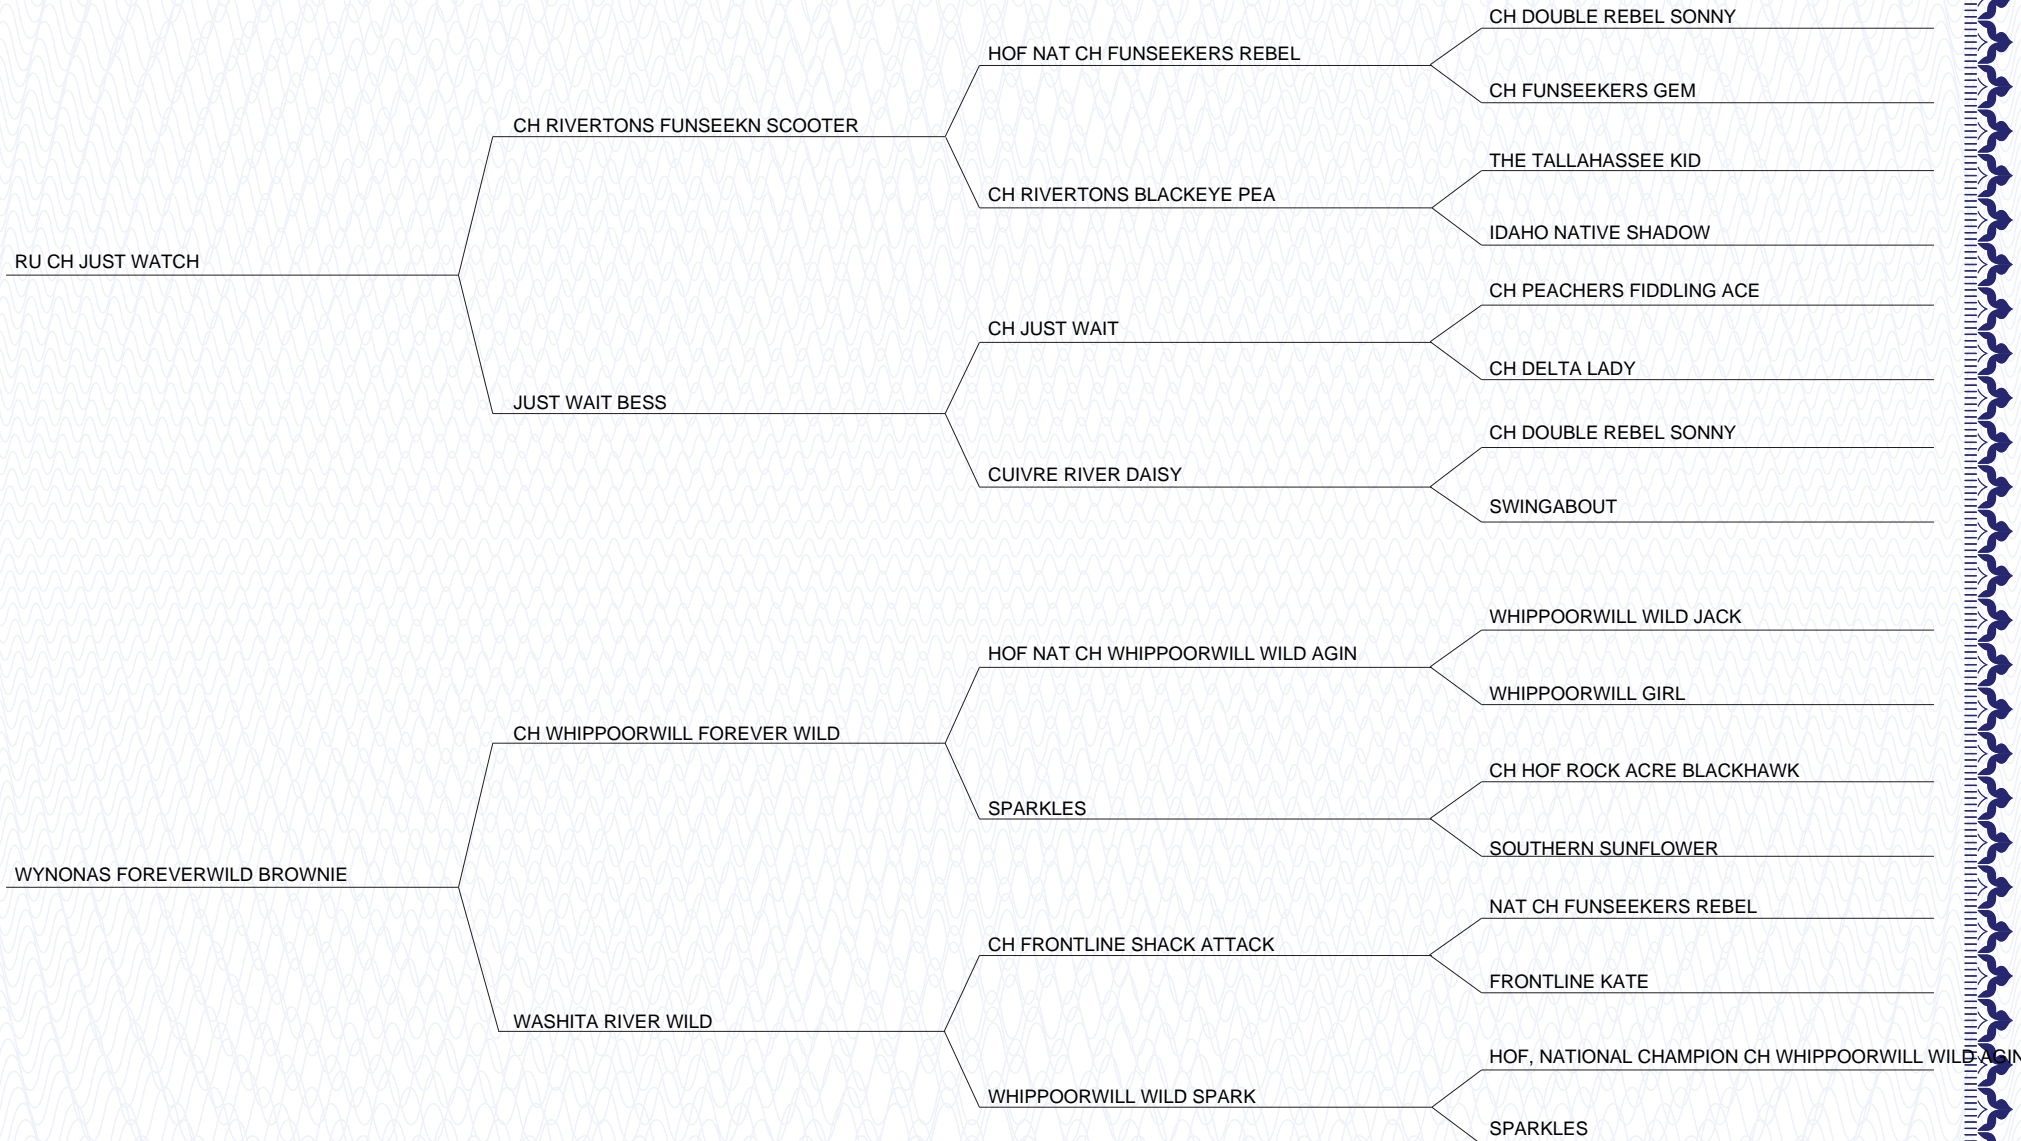 CH DOUBLE REBEL SONNY
HOF NAT CH FUNSEEKERS REBEL
CH FUNSEEKERS GEM
CH RIVERTONS FUNSEEKN SCOOTER
THE TALLAHASSEE KID
CH RIVERTONS BLACKEYE PEA
IDAHO NATIVE SHADOW
RU CH JUST WATCH
CH PEACHERS FIDDLING ACE
CH JUST WAIT
CH DELTA LADY
JUST WAIT BESS
CH DOUBLE REBEL SONNY
CUIVRE RIVER DAISY
SWINGABOUT
WHIPPOORWILL WILD JACK
HOF NAT CH WHIPPOORWILL WILD AGIN
WHIPPOORWILL GIRL
CH WHIPPOORWILL FOREVER WILD
CH HOF ROCK ACRE BLACKHAWK
SPARKLES
SOUTHERN SUNFLOWER
WYNONAS FOREVERWILD BROWNIE
NAT CH FUNSEEKERS REBEL
CH FRONTLINE SHACK ATTACK
FRONTLINE KATE
WASHITA RIVER WILD
HOF, NATIONAL CHAMPION CH WHIPPOORWILL WILD AGIN
WHIPPOORWILL WILD SPARK
SPARKLES